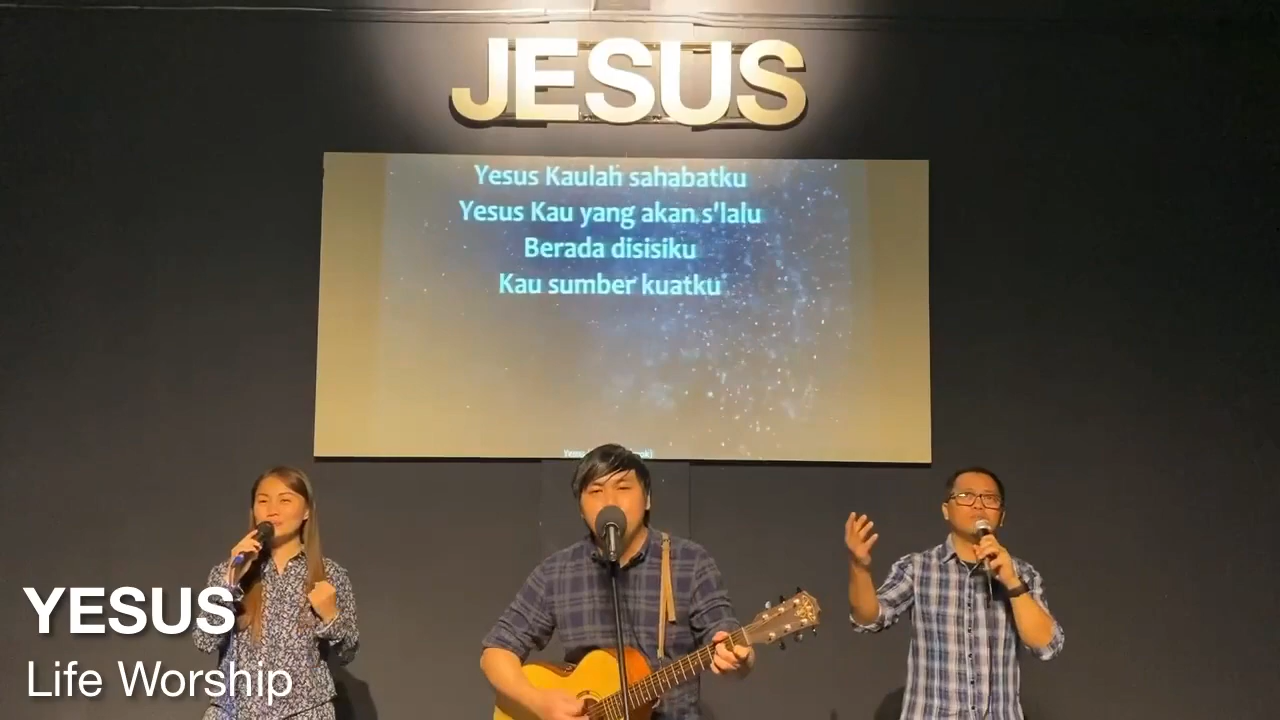 JESUS
Yesus Kaulah sahabatku
Yesus Kau yang akan s'lalu
Berada disisiku
Kau sumber kuatku
YESUS
Life Worship